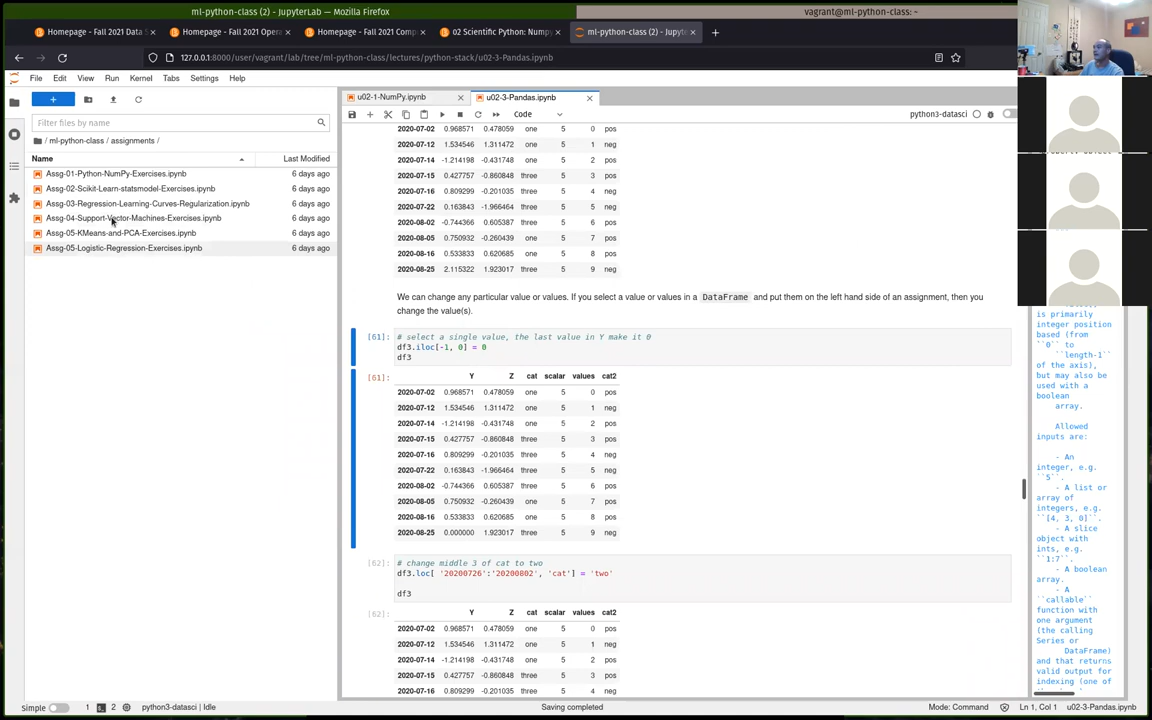 ml-python-class (2) - JupyterLab — Mozilla Firefox
vagrant@ml-python-class: ~
Homepage - Fall 2021 Data S
Homepage - Fall 2021 Opera
Homepage - Fall 2021 Comp
02 Scientific Python: NumpY
ml-python-class (2) - Jupyte
127.0.0.1:8000/user/vagrant/lab/tree/ml-python-class/lectures/python-stack/u02-3-Pandas.ipynb
File Edit View Run Kernel Tabs Settings Help
Filter files by name
/ ml-python-class / assignments /
Name Last Modified
Assg-01-Python-NumPy-Exercises.ipynb 6 days ago
Assg-02-Scikit-Learn-statsmodel-Exercises.ipynb 6 days ago
Assg-03-Regression-Learning-Curves-Regularization.ipynb 6 days ago
Assg-04-Support-Vector-Machines-Exercises.ipynb 6 days ago
Assg-05-KMeans-and-PCA-Exercises.ipynb 6 days ago
Assg-05-Logistic-Regression-Exercises.ipynb 6 days ago
u02-1-NumPy.ipynb
u02-3-Pandas.ipynb
Code
python3-datasci
2020-07-02 0.968571 0.478059 one 5 0 pos
2020-07-12 1.534546 1.311472 one 5 1 neg
2020-07-14 -1.214198 -0.431748 one 5 2 pos
2020-07-15 0.427757 -0.860848 three 5 3 pos
2020-07-16 0.809299 -0.201035 three 5 4 neg
2020-07-22 0.163843 -1.966464 three 5 5 neg
2020-08-02 -0.744366 0.605387 three 5 6 pos
2020-08-05 0.750932 -0.260439 one 5 7 pos
2020-08-16 0.533833 0.620685 one 5 8 pos
2020-08-25 2.115322 1.923017 three 5 9 neg
We can change any particular value or values. If you select a value or values in a DataFrame and put them on the left hand side of an assignment, then you
change the value(s).
[61]: # select a single value, the last value in Y make it 0
df3.iloc[-1, 0] = 0
df3
[61]: Y Z cat scalar values cat2
2020-07-02 0.968571 0.478059 one 5 0 pos
2020-07-12 1.534546 1.311472 one 5 1 neg
2020-07-14 -1.214198 -0.431748 one 5 2 pos
2020-07-15 0.427757 -0.860848 three 5 3 pos
2020-07-16 0.809299 -0.201035 three 5 4 neg
2020-07-22 0.163843 -1.966464 three 5 5 neg
2020-08-02 -0.744366 0.605387 three 5 6 pos
2020-08-05 0.750932 -0.260439 one 5 7 pos
2020-08-16 0.533833 0.620685 one 5 8 pos
2020-08-25 0.000000 1.923017 three 5 9 neg
[62]: # change middle 3 of cat to two
df3.loc[ '20200726':'20200802', 'cat'] = 'two'
df3
[62]: Y Z cat scalar values cat2
2020-07-02 0.968571 0.478059 one 5 0 pos
2020-07-12 1.534546 1.311472 one 5 1 neg
2020-07-14 -1.214198 -0.431748 one 5 2 pos
2020-07-15 0.427757 -0.860848 three 5 3 pos
2020-07-16 0.809299 -0.201035 three 5 4 neg
is primarily
integer position
based (from
``0`` to
``length-1``
of the axis),
but may also be
used with a
boolean
array.
Allowed
inputs are:
- An
integer, e.g.
``5``.
- A list or
array of
integers, e.g.
``[4, 3, 0]``.
- A slice
object with
ints, e.g.
``1:7``.
- A boolean
array.
- A
``callable``
function with
one argument
(the calling
Series or
DataFrame)
and that returns
valid output for
indexing (one of
Simple 1 2 python3-datasci | Idle
Saving completed
Mode: Command Ln 1, Col 1 u02-3-Pandas.ipynb